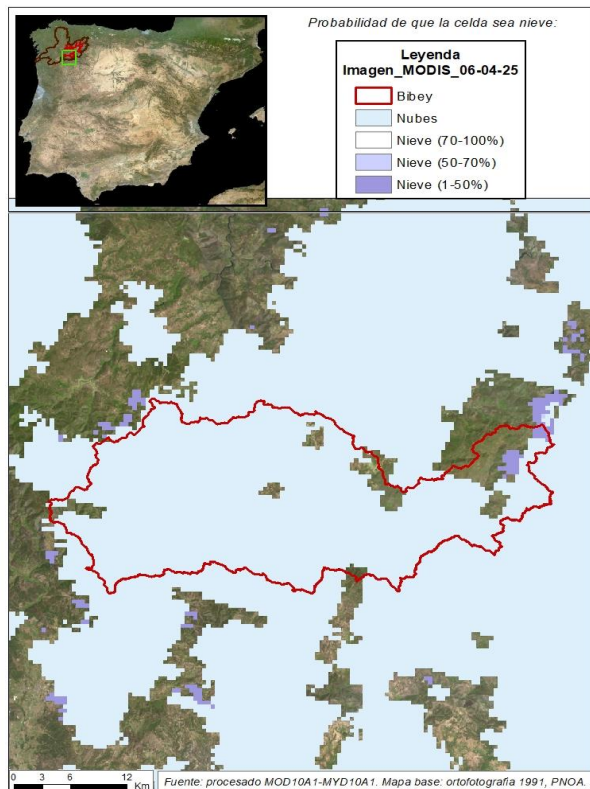 Probabilidad de que la celda sea nieve:
Leyenda
Imagen_MODIS_06-04-25
Bibey
Nubes
Nieve (70-100%)
Nieve (50-70%)
Nieve (1-50%)
0 3 6 12
Km
Fuente: procesado MOD10A1-MYD10A1. Mapa base: ortofotografia 1991, PNOA.